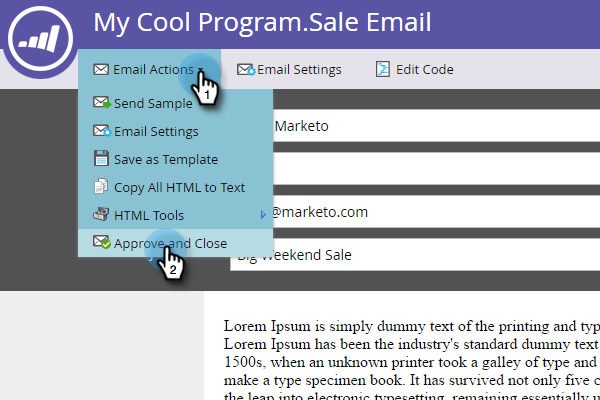 My Cool Program.Sale Email
Email Actions Email Settings Edit Code
1
Send Sample
Marketo
Email Settings
Save as Template
Copy All HTML to Text
HTML Tools
@marketo.com
Approve and Close
2
Big Weekend Sale
Lorem Ipsum is simply dummy text of the printing and typ
Lorem Ipsum has been the industry's standard dummy text
1500s, when an unknown printer took a galley of type and
make a type specimen book. It has survived not only five c
the leap into electronic typesetting, remaining essentially u